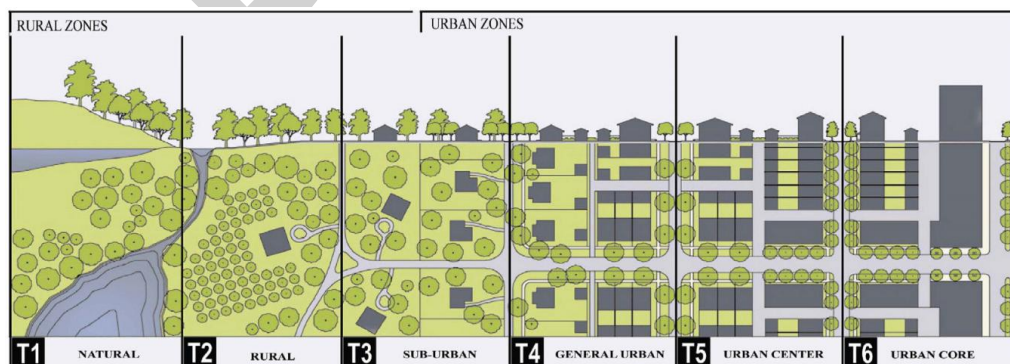 RURAL ZONES
URBAN ZONES
T1 NATURAL
T2 RURAL
T3 SUB-URBAN
T4 GENERAL URBAN
T5 URBAN CENTER
T6 URBAN CORE